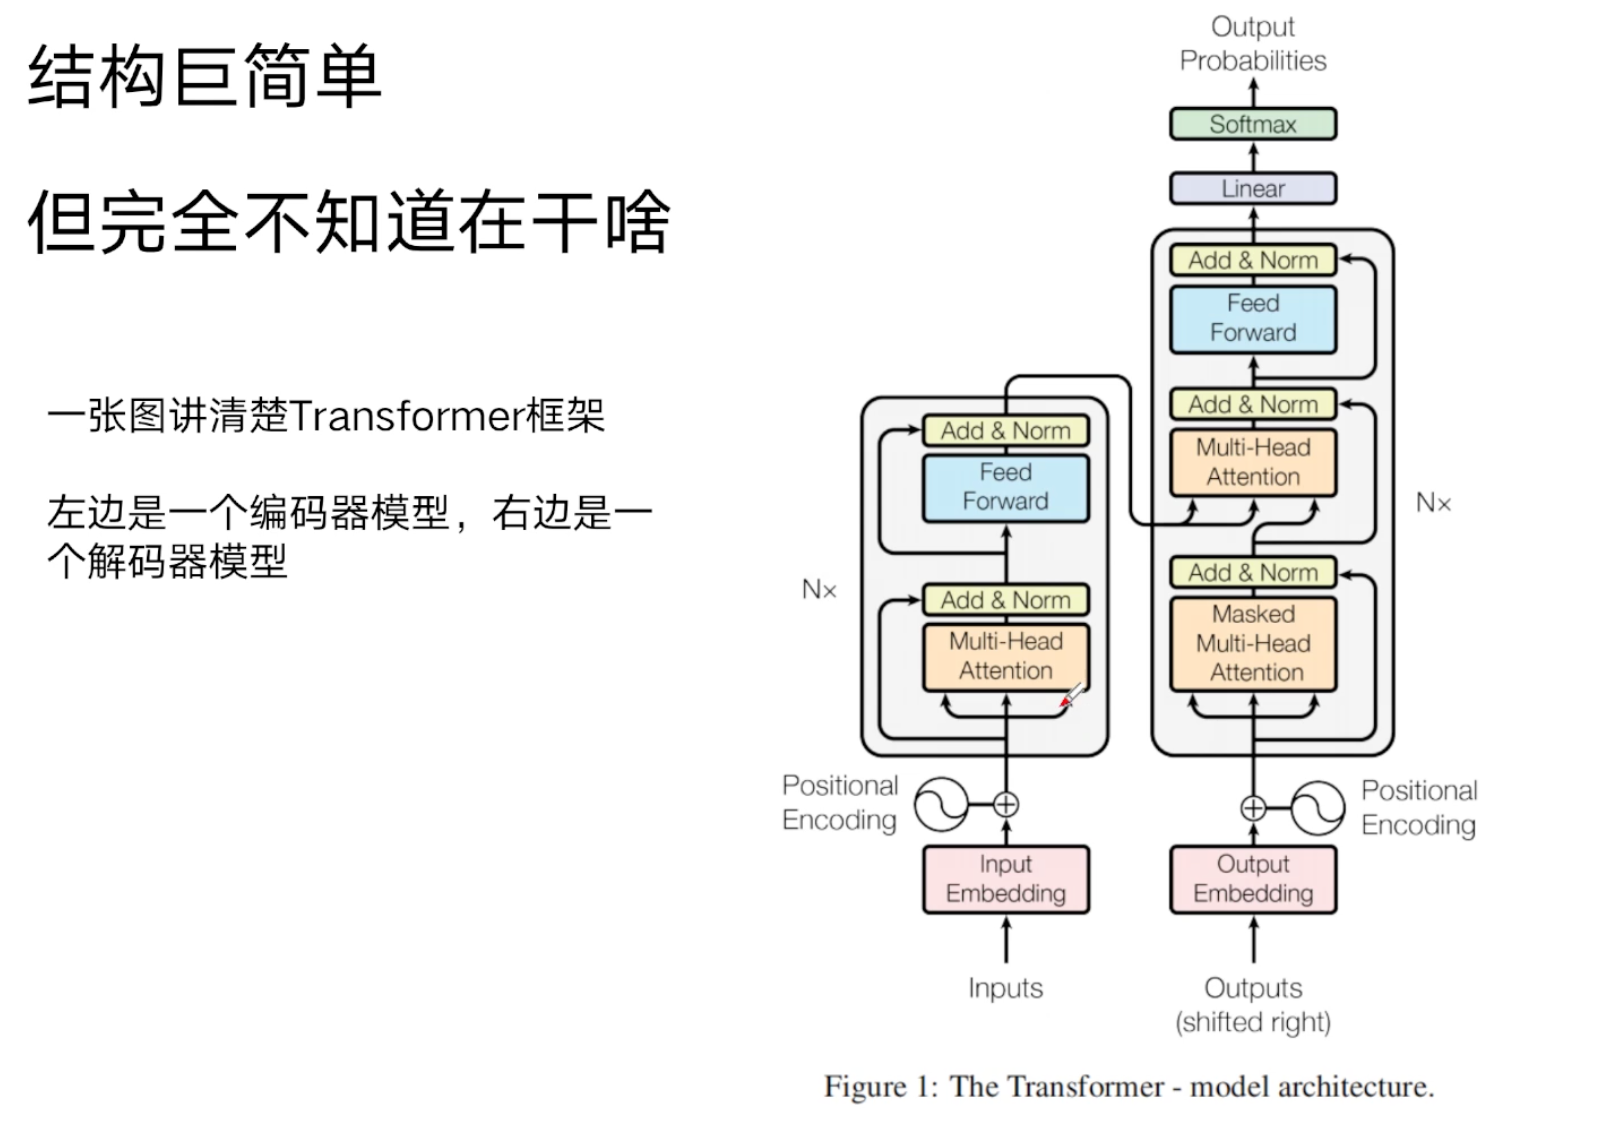 结构巨简单
但完全不知道在干啥
一张图讲清楚Transformer框架
左边是一个编码器模型，右边是一
个解码器模型
Output
Probabilities
Softmax
Linear
Add & Norm
Feed
Forward
Add & Norm
Multi-Head
Attention
Add & Norm
Masked
Multi-Head
Attention
N×
Add & Norm
Feed
Forward
Add & Norm
Multi-Head
Attention
N×
Positional
Encoding
Positional
Encoding
Input
Embedding
Output
Embedding
Inputs
Outputs
(shifted right)
Figure 1: The Transformer - model architecture.